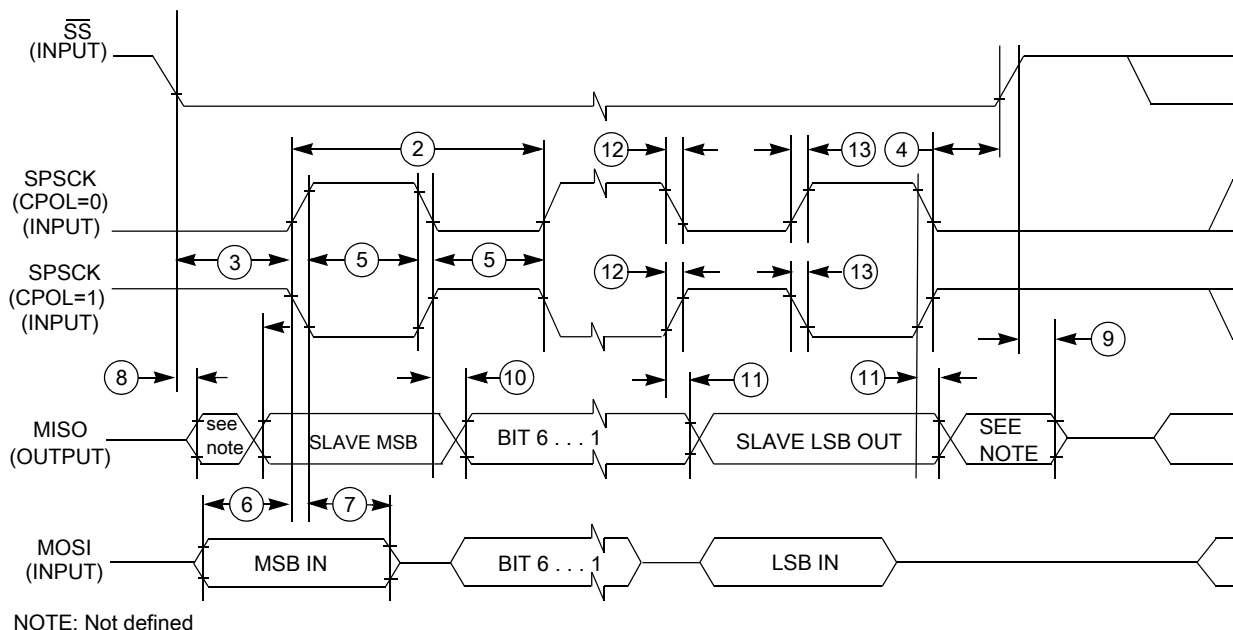 SS
(INPUT)
2
12
13
4
SPSCK
(CPOL=0)
(INPUT)
3
5
5
SPSCK
(CPOL=1)
(INPUT)
12
13
9
8
10
11
11
MISO
(OUTPUT)
see
note
SLAVE MSB
BIT 6 . . . 1
SLAVE LSB OUT
SEE
NOTE
6
7
MOSI
(INPUT)
MSB IN
BIT 6 . . . 1
LSB IN
NOTE: Not defined